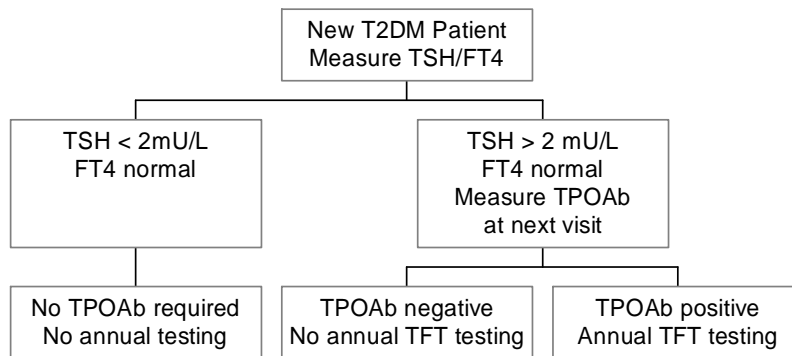 New T2DM Patient
Measure TSH/FT4
TSH < 2mU/L
FT4 normal
TSH > 2 mU/L
FT4 normal
Measure TPOAb
at next visit
No TPOAb required
No annual testing
TPOAb negative
No annual TFT testing
TPOAb positive
Annual TFT testing